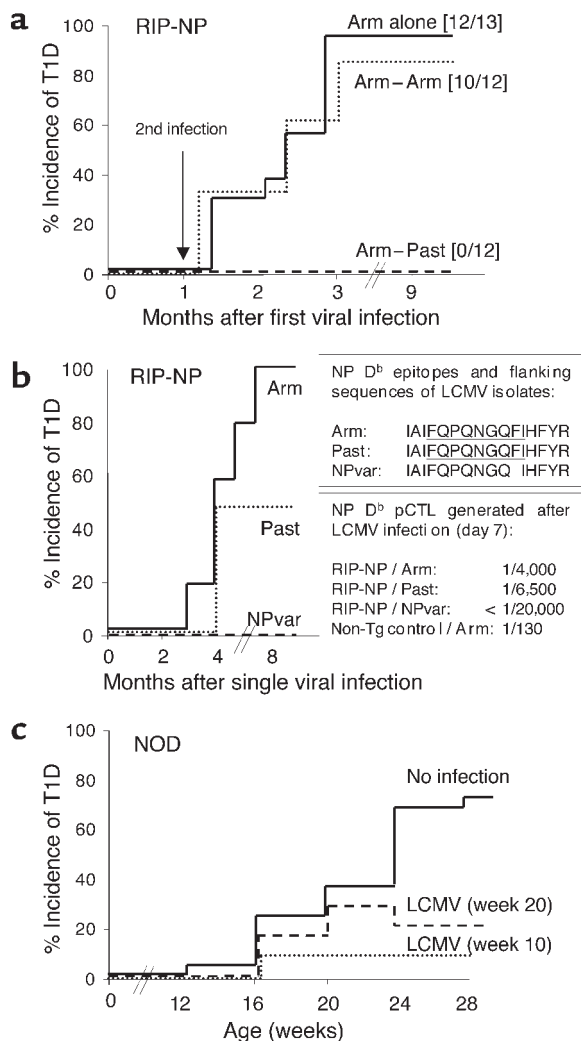 a
RIP-NP
Arm alone [12/13]
Arm–Arm [10/12]
Arm–Past [0/12]
2nd infection
% Incidence of T1D
100
80
60
40
20
0
0 1 2 3 9
Months after first viral infection
b
RIP-NP
Arm
Past
NPvar
% Incidence of T1D
100
80
60
40
20
0
0 2 4 8
Months after single viral infection
NP Dᵇ epitopes and flanking
sequences of LCMV isolates:
Arm: IAIFQPQNGQFIHFYR
Past: IAIFQPQNGQFIHFYR
NPvar: IAIFQPQNGQ IHFYR
NP Dᵇ pCTL generated after
LCMV infection (day 7):
RIP-NP / Arm: 1/4,000
RIP-NP / Past: 1/6,500
RIP-NP / NPvar: < 1/20,000
Non-Tg control / Arm: 1/130
c
NOD
No infection
LCMV (week 20)
LCMV (week 10)
% Incidence of T1D
100
80
60
40
20
0
0 12 16 20 24 28
Age (weeks)